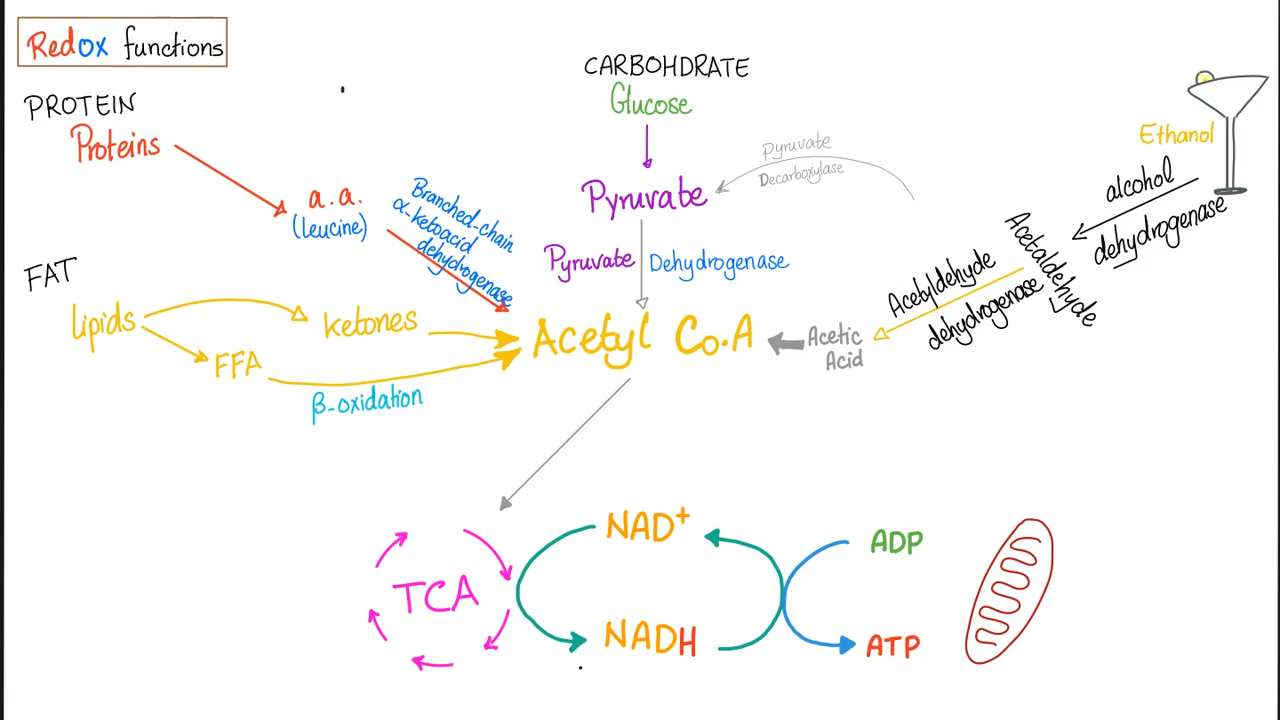 Redox functions
CARBOHDRATE
Glucose
PROTEIN
Proteins
Ethanol
pyruvate
Decarboxylase
alcohol
dehydrogenase
Pyruvate
a.a.
(leucine)
Branched-chain
α-ketoacid
dehydrogenase
Pyruvate Dehydrogenase
Acetaldehyde
Acetyldehyde
dehydrogenase
FAT
lipids
ketones
FFA
β-oxidation
Acetyl Co.A
Acetic
Acid
TCA
NAD+
NADH
ADP
ATP